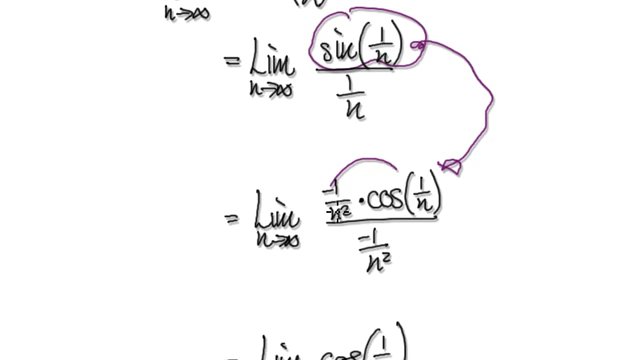 n→∞
= Lim n→∞ sin(1/n) / (1/n)
= Lim n→∞ (-1/n² · cos(1/n)) / (-1/n²)
= Lim cos(1/